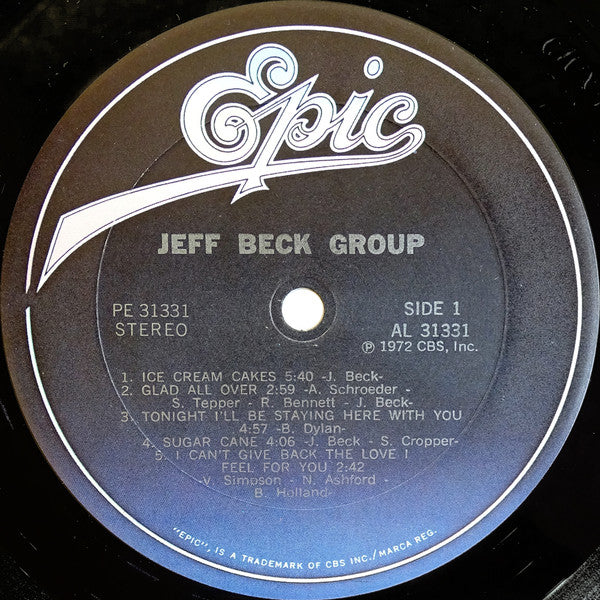 Epic
JEFF BECK GROUP
PE 31331
STEREO
SIDE 1
AL 31331
Ⓟ 1972 CBS, Inc.
1. ICE CREAM CAKES 5:40 -J. Beck-
2. GLAD ALL OVER 2:59 -A. Schroeder -
S. Tepper - R. Bennett - J. Beck-
3. TONIGHT I'LL BE STAYING HERE WITH YOU
4:57 -B. Dylan-
4. SUGAR CANE 4:06 -J. Beck - S. Cropper-
5. I CAN'T GIVE BACK THE LOVE I
FEEL FOR YOU 2:42
-V. Simpson - N. Ashford -
B. Holland-
"EPIC", IS A TRADEMARK OF CBS INC./MARCA REG.